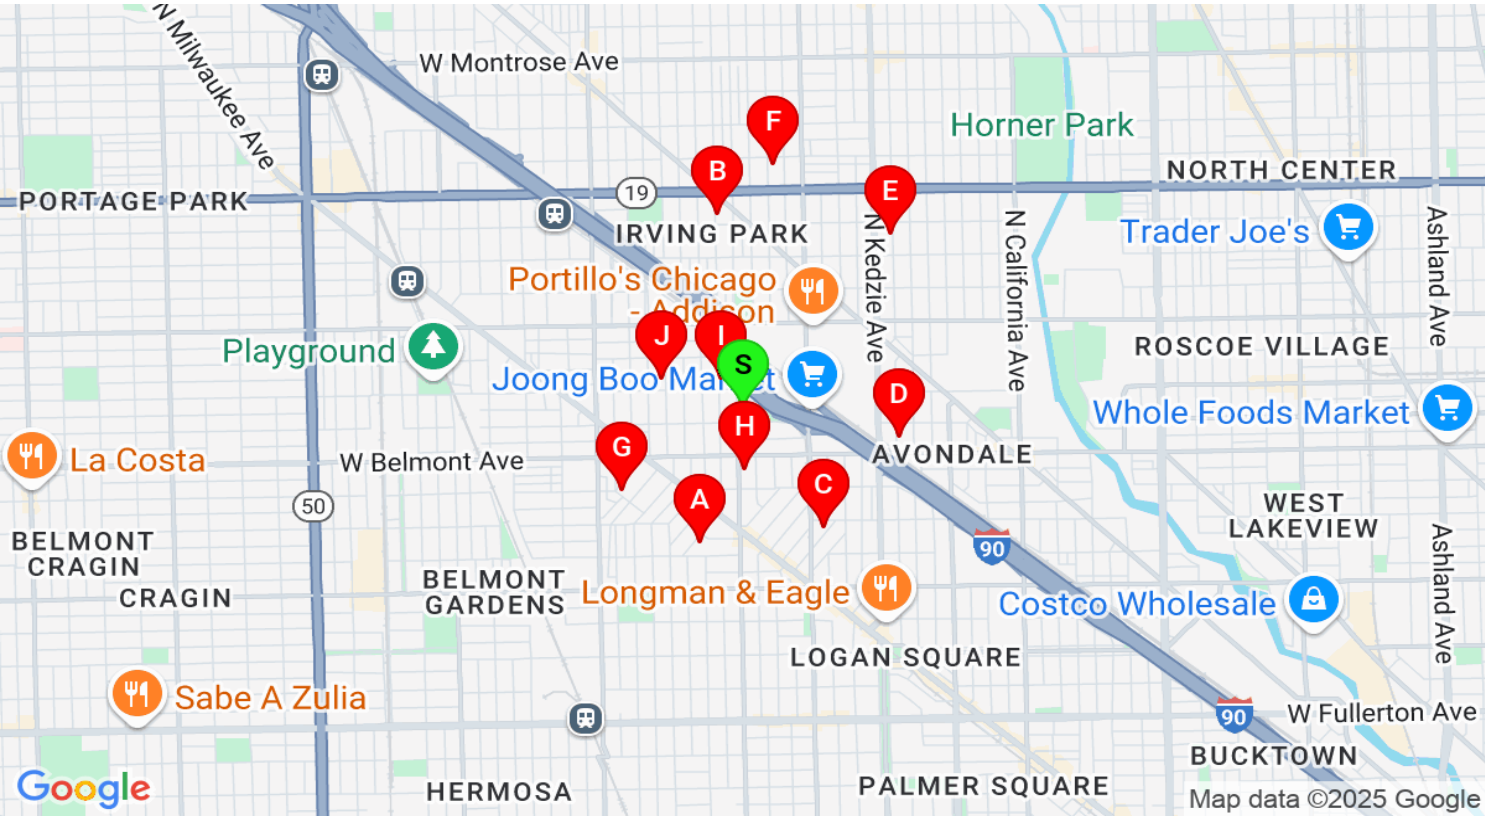 N Milwaukee Ave
W Montrose Ave
F
Horner Park
B
NORTH CENTER
E
19
PORTAGE PARK
IRVING PARK
N Kedzie Ave
N California Ave
Trader Joe's
Ashland Ave
Portillo's Chicago
- Addison
J
I
S
Playground
ROSCOE VILLAGE
Joong Boo Market
D
Whole Foods Market
H
G
La Costa
W Belmont Ave
AVONDALE
C
A
50
WEST
LAKEVIEW
BELMONT
CRAGIN
90
Ashland Ave
CRAGIN
BELMONT
GARDENS
Longman & Eagle
Costco Wholesale
LOGAN SQUARE
Sabe A Zulia
90
W Fullerton Ave
BUCKTOWN
Google
HERMOSA
PALMER SQUARE
Map data ©2025 Google